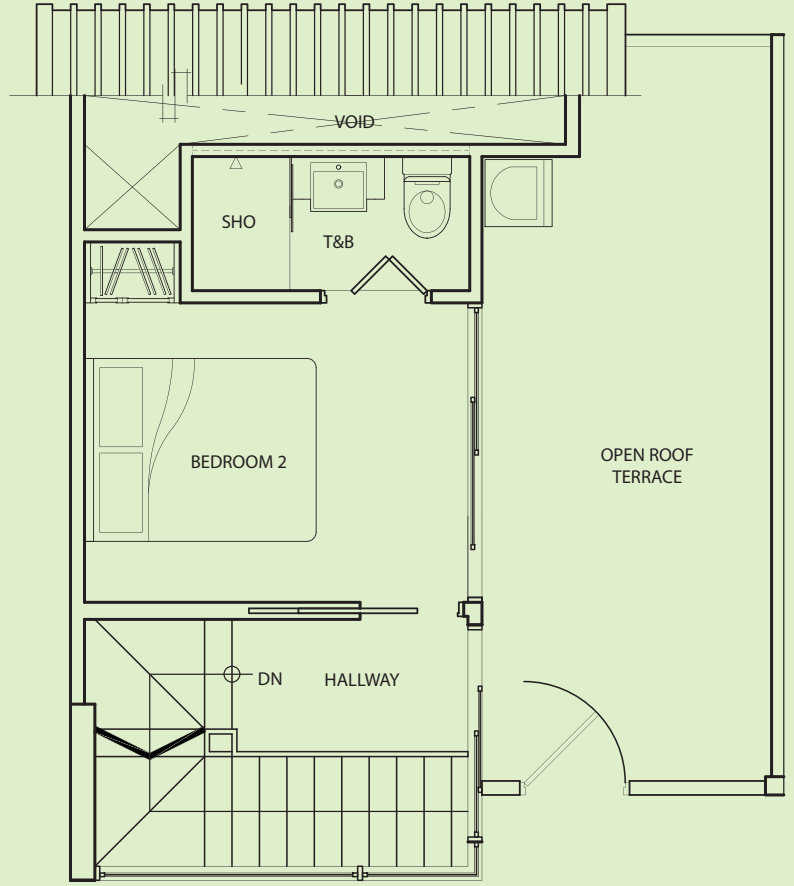 VOID
SHO
T&B
BEDROOM 2
OPEN ROOF
TERRACE
DN
HALLWAY